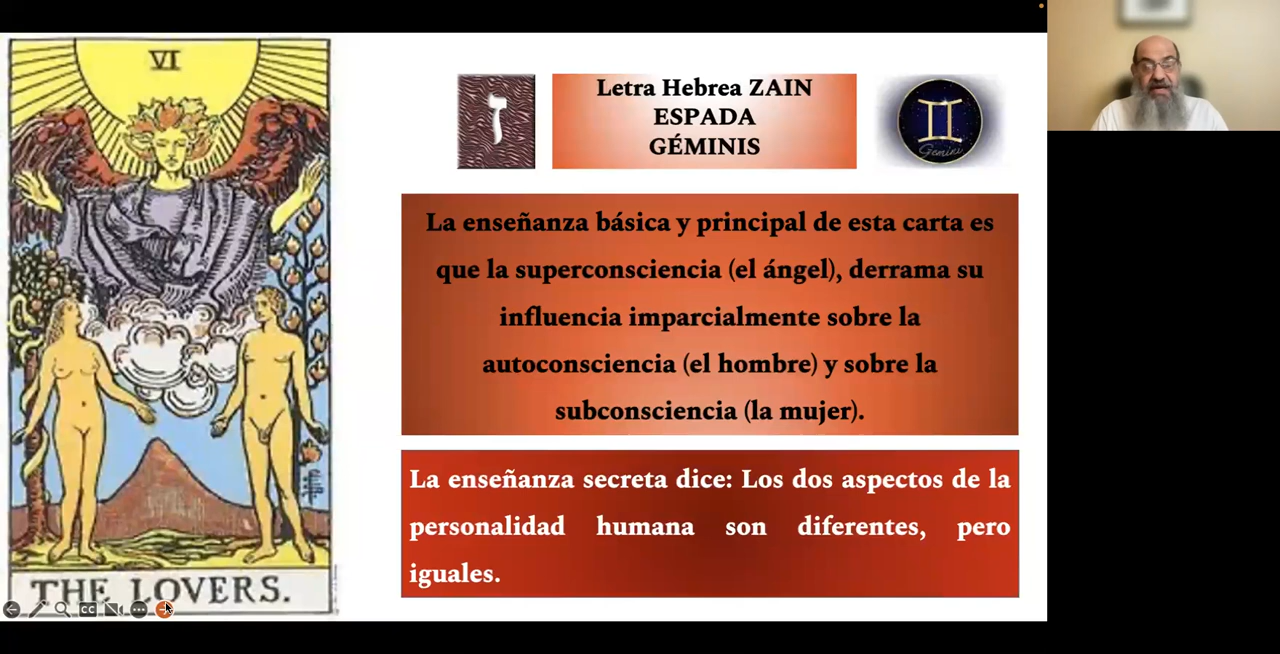 VI
THE LOVERS.
ז
Letra Hebrea ZAIN
ESPADA
GÉMINIS
Gemini
La enseñanza básica y principal de esta carta es
que la superconsciencia (el ángel), derrama su
influencia imparcialmente sobre la
autoconsciencia (el hombre) y sobre la
subconsciencia (la mujer).
La enseñanza secreta dice: Los dos aspectos de la
personalidad humana son diferentes, pero
iguales.
CC